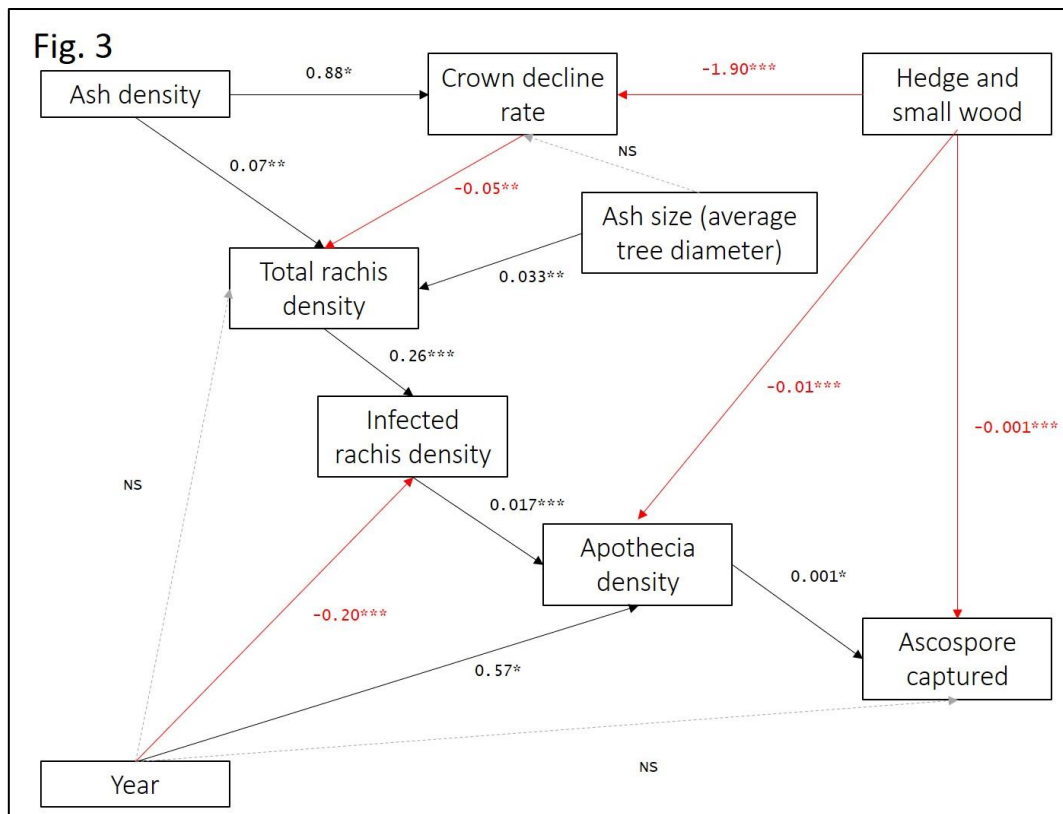 Fig. 3
Ash density
0.88*
Crown decline
rate
-1.90***
Hedge and
small wood
0.07**
-0.05**
NS
Ash size (average
tree diameter)
Total rachis
density
0.033**
0.26***
-0.01***
Infected
rachis density
-0.001***
NS
0.017***
Apothecia
density
0.001*
-0.20***
0.57*
Ascospore
captured
NS
Year